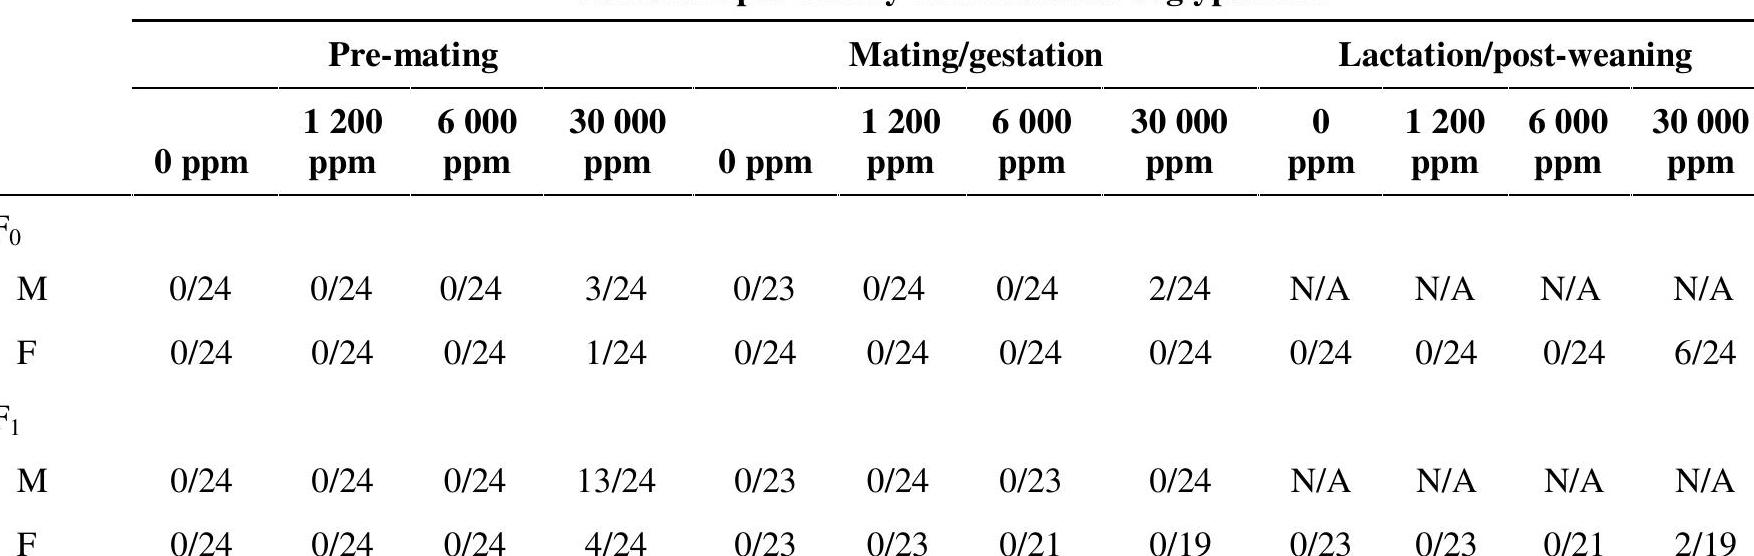 Pre-mating Mating/gestation Lactation/post-weaning
1 200 6 000 30 000 1 200 6 000 30 000 0 1 200 6 000 30 000
0 ppm ppm ppm ppm 0 ppm ppm ppm ppm ppm ppm ppm ppm
F0
M 0/24 0/24 0/24 3/24 0/23 0/24 0/24 2/24 N/A N/A N/A N/A
F 0/24 0/24 0/24 1/24 0/24 0/24 0/24 0/24 0/24 0/24 0/24 6/24
F1
M 0/24 0/24 0/24 13/24 0/23 0/24 0/23 0/24 N/A N/A N/A N/A
F 0/24 0/24 0/24 4/24 0/23 0/23 0/21 0/19 0/23 0/23 0/21 2/19